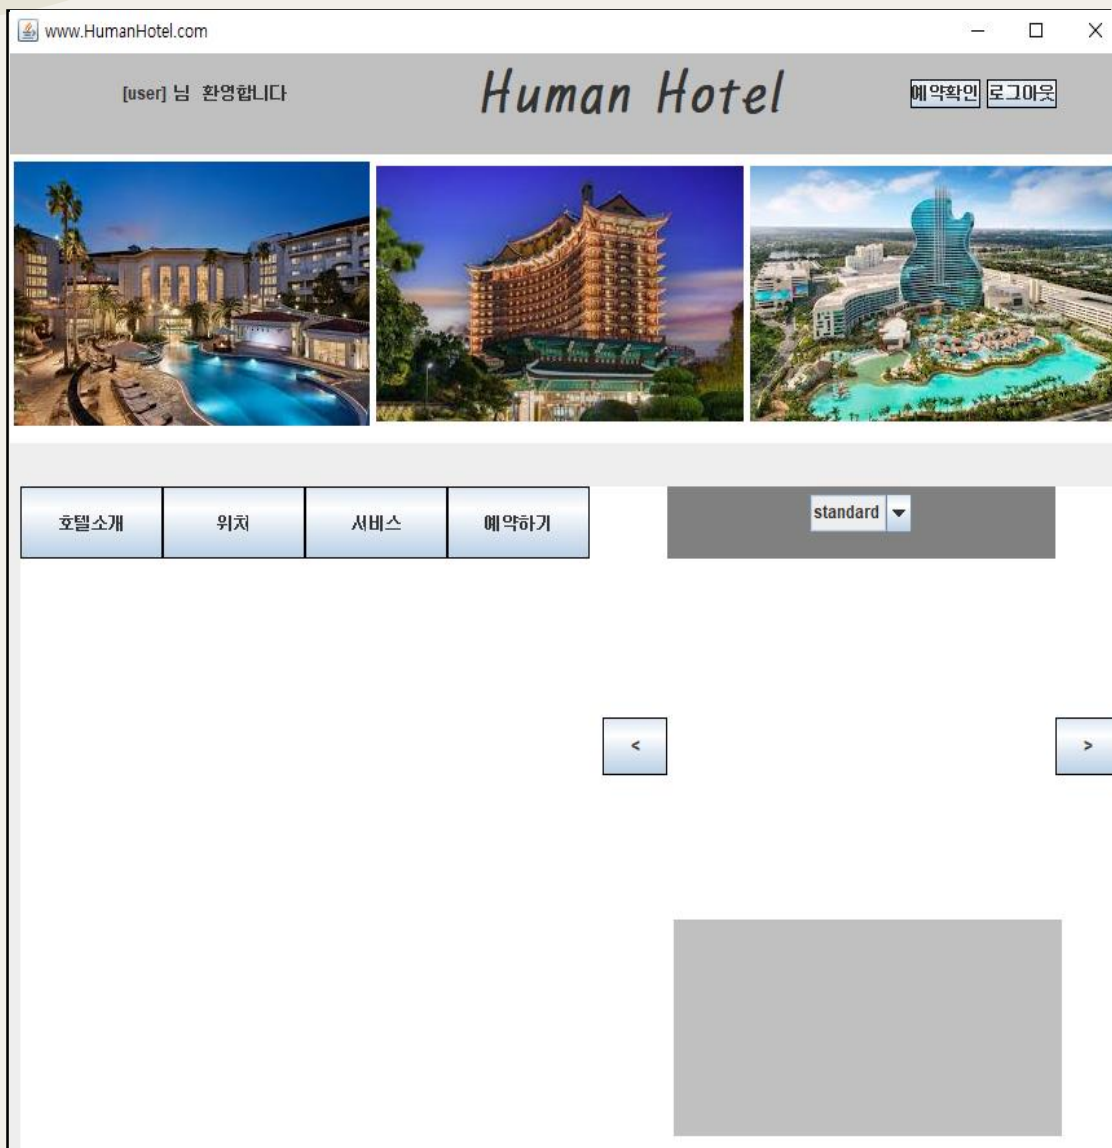 www.HumanHotel.com
[user] 님 환영합니다
Human Hotel
예약확인 로그아웃
호텔소개 위치 서비스 예약하기
standard
< >